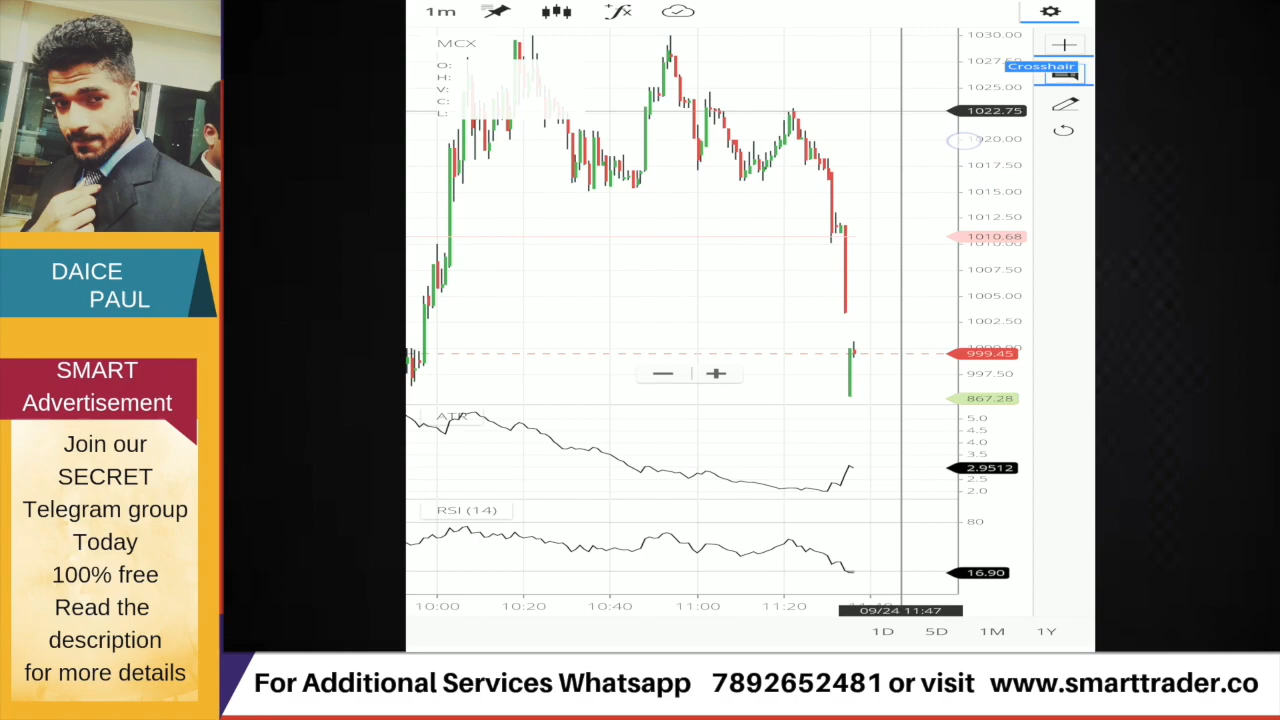 DAICE
PAUL
SMART
Advertisement
Join our
SECRET
Telegram group
Today
100% free
Read the
description
for more details
1m
MCX
O:
H:
V:
C:
L:
1030.00
Crosshair
1025.00
1022.75
1020.00
1017.50
1015.00
1012.50
1010.68
1007.50
1005.00
1002.50
999.45
997.50
867.28
ATR
5.0
4.5
4.0
3.5
2.9512
2.5
2.0
RSI (14)
80
16.90
10:00 10:20 10:40 11:00 11:20
09/24 11:47
1D 5D 1M 1Y
For Additional Services Whatsapp 7892652481 or visit www.smarttrader.co